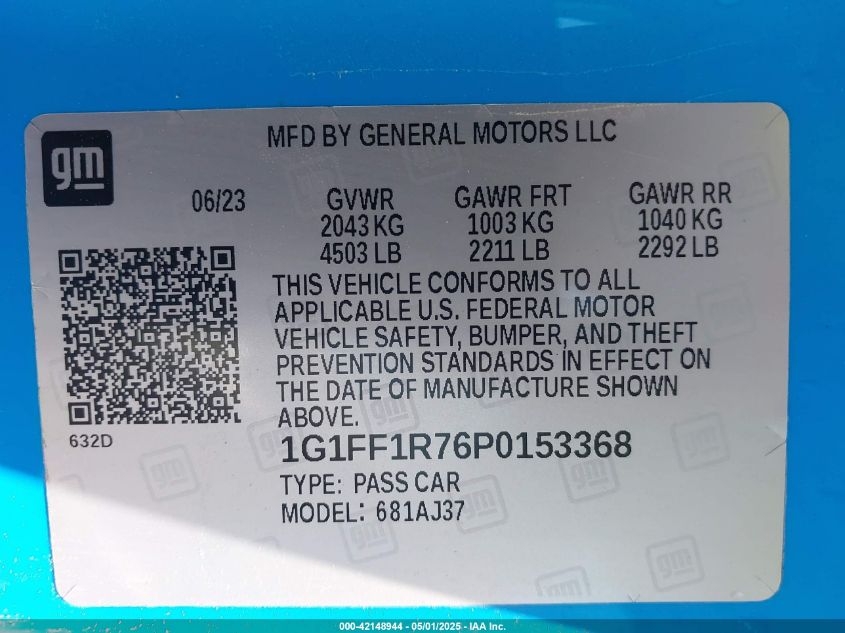 MFD BY GENERAL MOTORS LLC
gm
06/23
GVWR
2043 KG
4503 LB
GAWR FRT
1003 KG
2211 LB
GAWR RR
1040 KG
2292 LB
THIS VEHICLE CONFORMS TO ALL
APPLICABLE U.S. FEDERAL MOTOR
VEHICLE SAFETY, BUMPER, AND THEFT
PREVENTION STANDARDS IN EFFECT ON
THE DATE OF MANUFACTURE SHOWN
ABOVE.
632D
1G1FF1R76P0153368
TYPE: PASS CAR
MODEL: 681AJ37
000-42148944 - 05/01/2025 - IAA Inc.